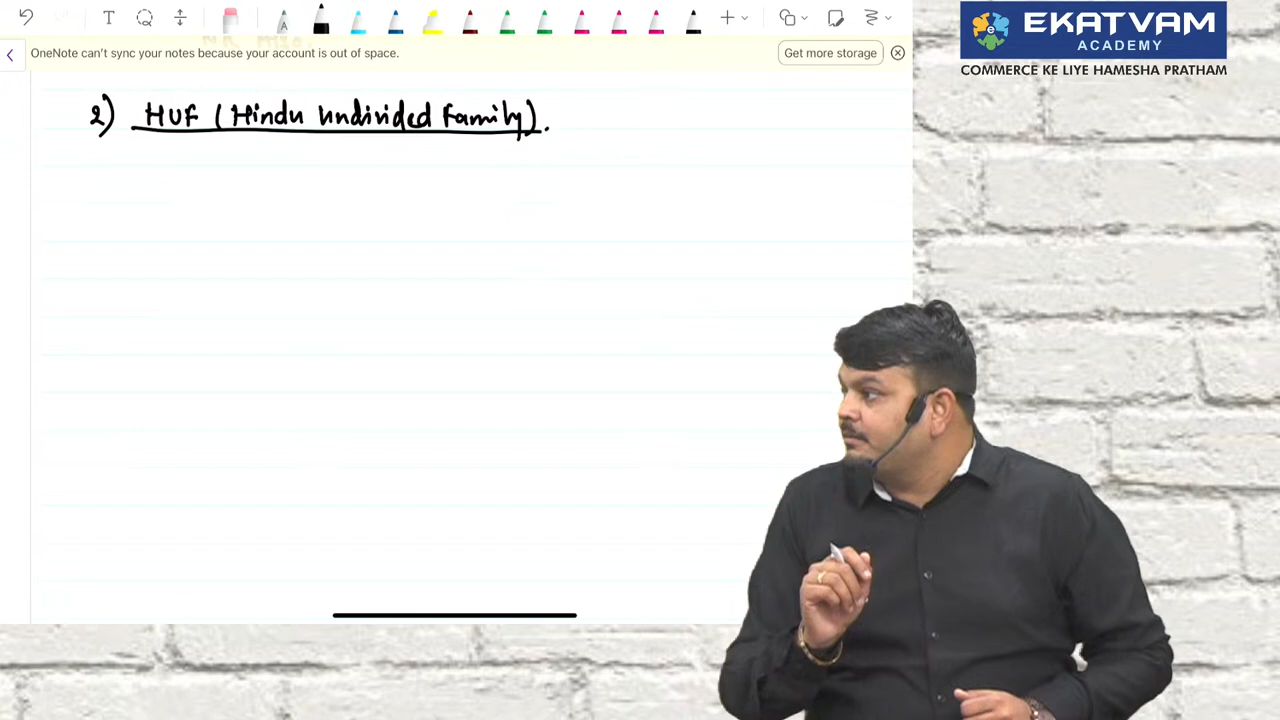 EKATVAM
ACADEMY
COMMERCE KE LIYE HAMESHA PRATHAM
OneNote can't sync your notes because your account is out of space.
Get more storage
2) HUF (Hindu Undivided Family).